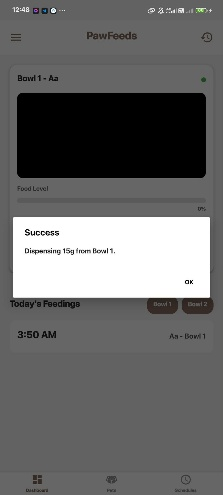 12:48
PawFeeds
Bowl 1 - Aa
Food Level
0%
Success
Dispensing 15g from Bowl 1.
OK
Today's Feedings
Bowl 1
Bowl 2
3:50 AM
Aa - Bowl 1
Dashboard
Pets
Schedules